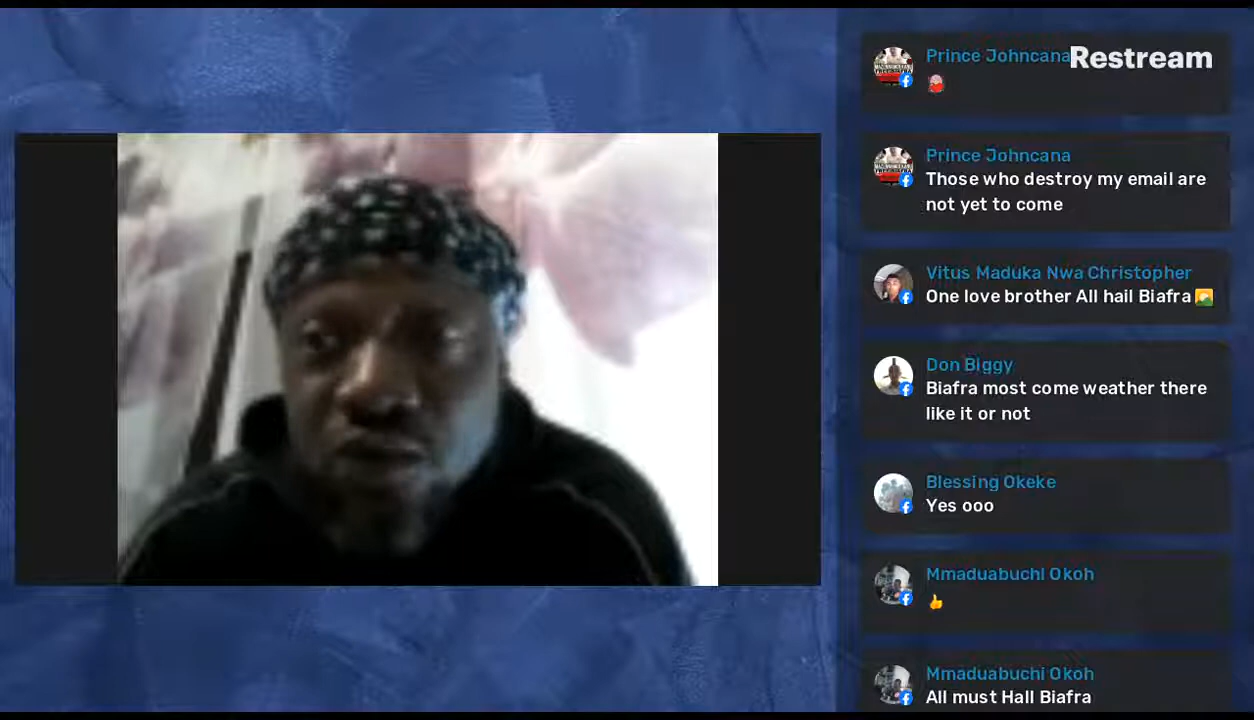 Prince Johncana
Restream
Prince Johncana
Those who destroy my email are
not yet to come
Vitus Maduka Nwa Christopher
One love brother All hail Biafra
Don Biggy
Biafra most come weather there
like it or not
Blessing Okeke
Yes ooo
Mmaduabuchi Okoh
Mmaduabuchi Okoh
All must Hall Biafra